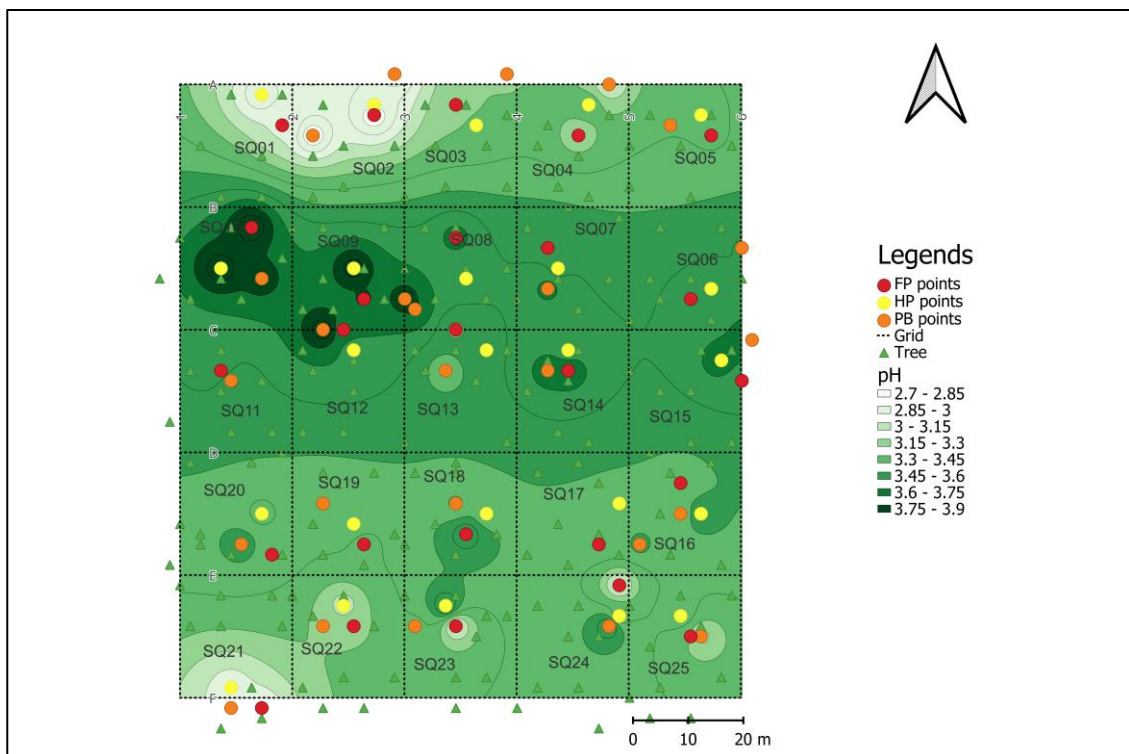 A
1
2
3
4
5
6
SQ01
SQ02
SQ03
SQ04
SQ05
B
SQ
SQ09
SQ08
SQ07
SQ06
C
SQ11
SQ12
SQ13
SQ14
SQ15
D
SQ20
SQ19
SQ18
SQ17
SQ16
E
SQ21
SQ22
SQ23
SQ24
SQ25
F
Legends
FP points
HP points
PB points
Grid
Tree
pH
2.7 - 2.85
2.85 - 3
3 - 3.15
3.15 - 3.3
3.3 - 3.45
3.45 - 3.6
3.6 - 3.75
3.75 - 3.9
0 10 20 m